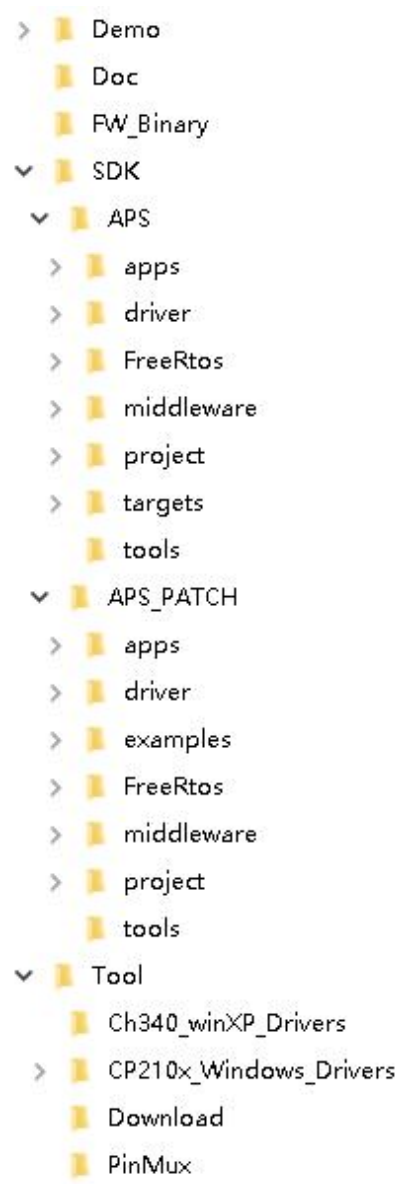 Demo
Doc
FW_Binary
SDK
APS
apps
driver
FreeRtos
middleware
project
targets
tools
APS_PATCH
apps
driver
examples
FreeRtos
middleware
project
tools
Tool
Ch340_winXP_Drivers
CP210x_Windows_Drivers
Download
PinMux